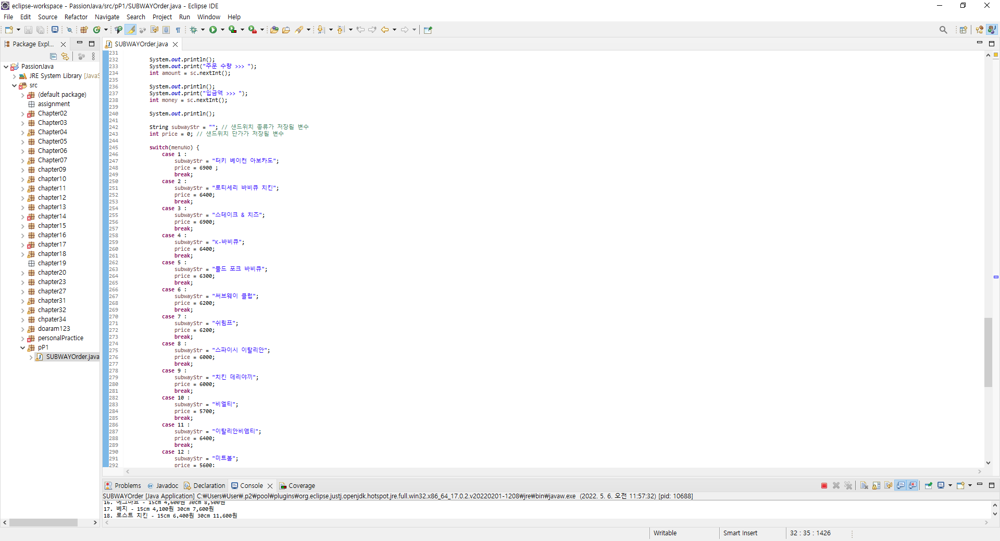 eclipse-workspace - PassionJava/src/pP1/SUBWAYOrder.java - Eclipse IDE
File Edit Source Refactor Navigate Search Project Run Window Help
Package Expl...
PassionJava
JRE System Library [JavaS
src
(default package)
assignment
Chapter02
Chapter03
Chapter04
Chapter05
Chapter06
Chapter07
chapter09
chapter10
chapter11
chapter12
chapter13
chapter14
chapter15
chapter16
chapter17
chapter18
chapter19
chapter20
chapter23
chapter27
chapter31
chapter32
chpater34
doaram123
personalPractice
pP1
SUBWAYOrder.java
SUBWAYOrder.java
231
232 System.out.println();
233 System.out.print("주문 수량 >>> ");
234 int amount = sc.nextInt();
235
236 System.out.println();
237 System.out.print("입금액 >>> ");
238 int money = sc.nextInt();
239
240 System.out.println();
241
242 String subwayStr = ""; // 샌드위치 종류가 저장될 변수
243 int price = 0; // 샌드위치 단가가 저장될 변수
244
245 switch(menuNo) {
246 case 1 :
247 subwayStr = "터키 베이컨 아보카도";
248 price = 6900 ;
249 break;
250 case 2 :
251 subwayStr = "로티세리 바비큐 치킨";
252 price = 6400;
253 break;
254 case 3 :
255 subwayStr = "스테이크 & 치즈";
256 price = 6900;
257 break;
258 case 4 :
259 subwayStr = "K-바비큐";
260 price = 6400;
261 break;
262 case 5 :
263 subwayStr = "풀드 포크 바비큐";
264 price = 6300;
265 break;
266 case 6 :
267 subwayStr = "써브웨이 클럽";
268 price = 6200;
269 break;
270 case 7 :
271 subwayStr = "쉬림프";
272 price = 6200;
273 break;
274 case 8 :
275 subwayStr = "스파이시 이탈리안";
276 price = 6000;
277 break;
278 case 9 :
279 subwayStr = "치킨 데리야끼";
280 price = 6000;
281 break;
282 case 10 :
283 subwayStr = "비엘티";
284 price = 5700;
285 break;
286 case 11 :
287 subwayStr = "이탈리안비엠티";
288 price = 6400;
289 break;
290 case 12 :
291 subwayStr = "미트볼";
292 price = 5600;
Problems @ Javadoc Declaration Console Coverage
SUBWAYOrder [Java Application] C:₩Users₩User₩.p2₩pool₩plugins₩org.eclipse.justj.openjdk.hotspot.jre.full.win32.x86_64_17.0.2.v20220201-1208₩jre₩bin₩javaw.exe (2022. 5. 6. 오전 11:57:32) [pid: 10688]
16. 에그마요 - 15cm 4,600원 30cm 8,500원
17. 베지 - 15cm 4,100원 30cm 7,600원
18. 로스트 치킨 - 15cm 6,400원 30cm 11,600원
Writable Smart Insert 32 : 35 : 1426